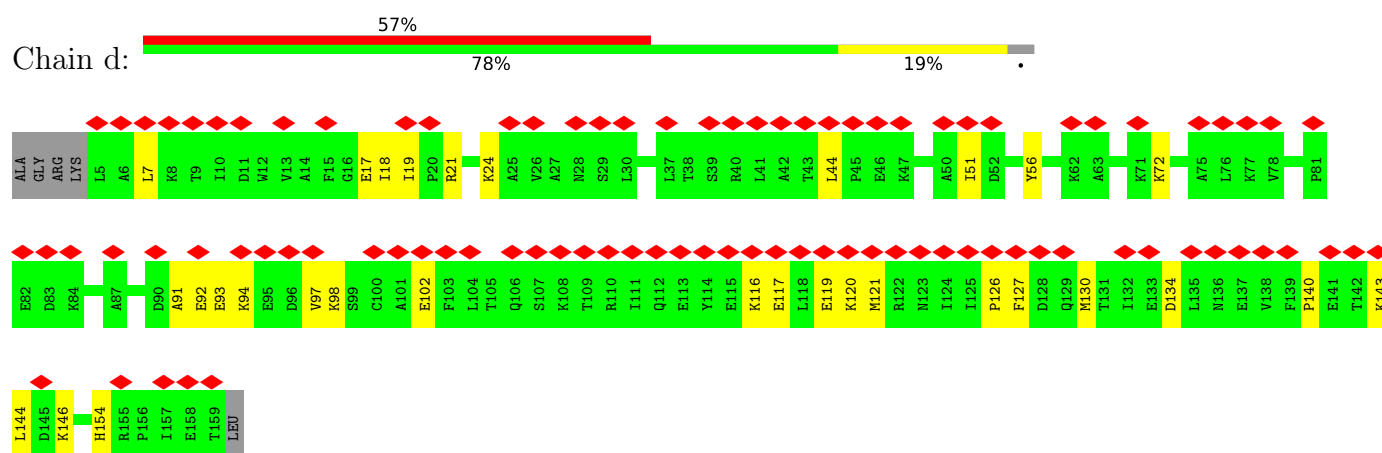 57%
Chain d:
78% 19% •
ALA GLY ARG LYS L5 A6 L7 K8 T9 I10 D11 W12 V13 A14 F15 G16 E17 I18 I19 P20 R21 K24 A25 V26 A27 N28 S29 L30 L37 T38 S39 R40 L41 A42 T43 L44 P45 E46 K47 A50 I51 D52 Y56 K62 A63 K71 K72 A75 L76 K77 V78 P81
E82 D83 K84 A87 D90 A91 E92 E93 K94 E95 D96 V97 K98 S99 C100 A101 E102 F103 L104 T105 Q106 S107 K108 T109 R110 I111 Q112 E113 Y114 E115 K116 E117 L118 E119 K120 M121 R122 N123 I124 I125 P126 F127 D128 Q129 M130 T131 I132 E133 D134 L135 N136 E137 V138 F139 P140 E141 T142 K143
L144 D145 K146 H154 R155 P156 I157 E158 T159 LEU